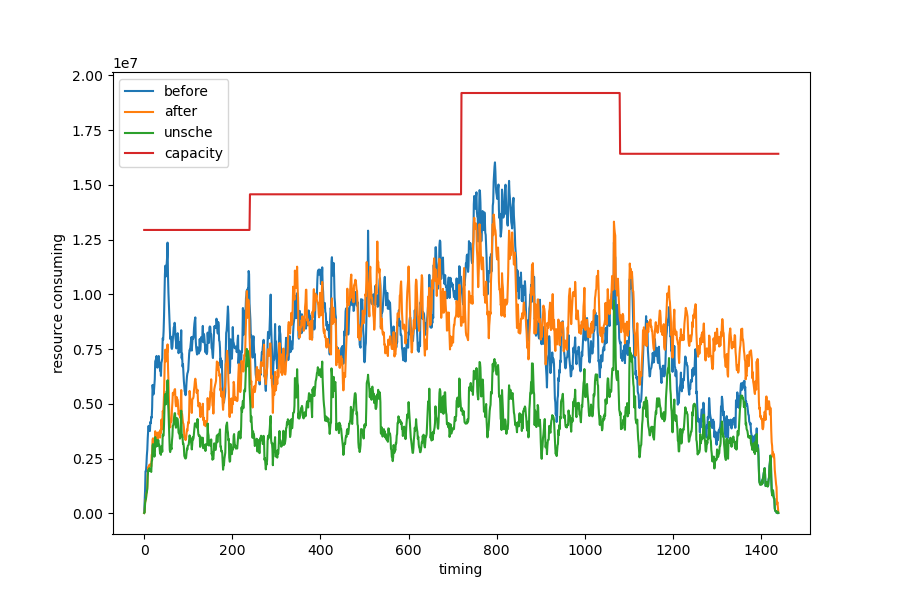 1e7
2.00
1.75
1.50
1.25
1.00
0.75
0.50
0.25
0.00
resource consuming
before
after
unsche
capacity
0 200 400 600 800 1000 1200 1400
timing